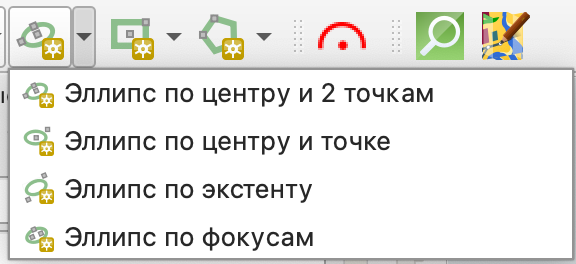 Эллипс по центру и 2 точкам
Эллипс по центру и точке
Эллипс по экстенту
Эллипс по фокусам